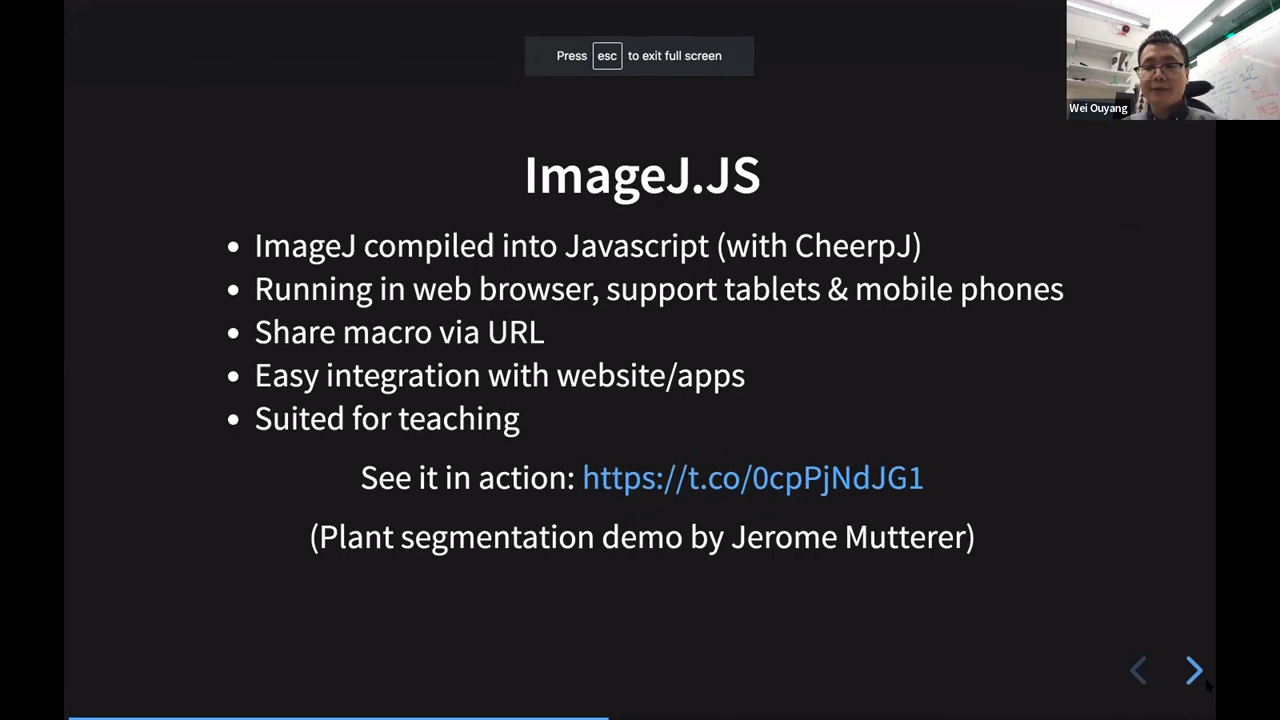 Press esc to exit full screen
Wei Ouyang
ImageJ.JS
• ImageJ compiled into Javascript (with CheerpJ)
• Running in web browser, support tablets & mobile phones
• Share macro via URL
• Easy integration with website/apps
• Suited for teaching
See it in action: https://t.co/0cpPjNdJG1
(Plant segmentation demo by Jerome Mutterer)